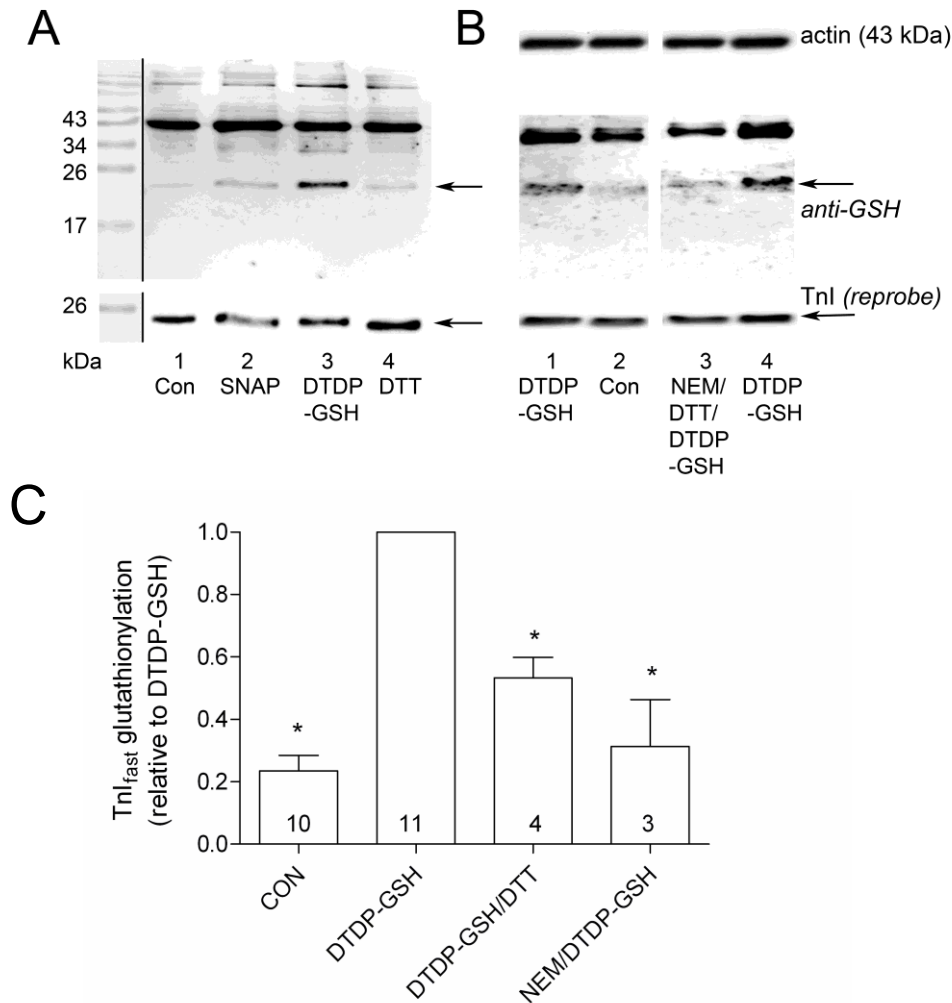 A
43
34
26
17
26
kDa
1
Con
2
SNAP
3
DTDP
-GSH
4
DTT
B
actin (43 kDa)
anti-GSH
TnI (reprobe)
1
DTDP
-GSH
2
Con
3
NEM/
DTT/
DTDP
-GSH
4
DTDP
-GSH
C
TnIfast glutathionylation
(relative to DTDP-GSH)
1.0
0.8
0.6
0.4
0.2
0.0
*
*
*
10
11
4
3
CON
DTDP-GSH
DTDP-GSH/DTT
NEM/DTDP-GSH